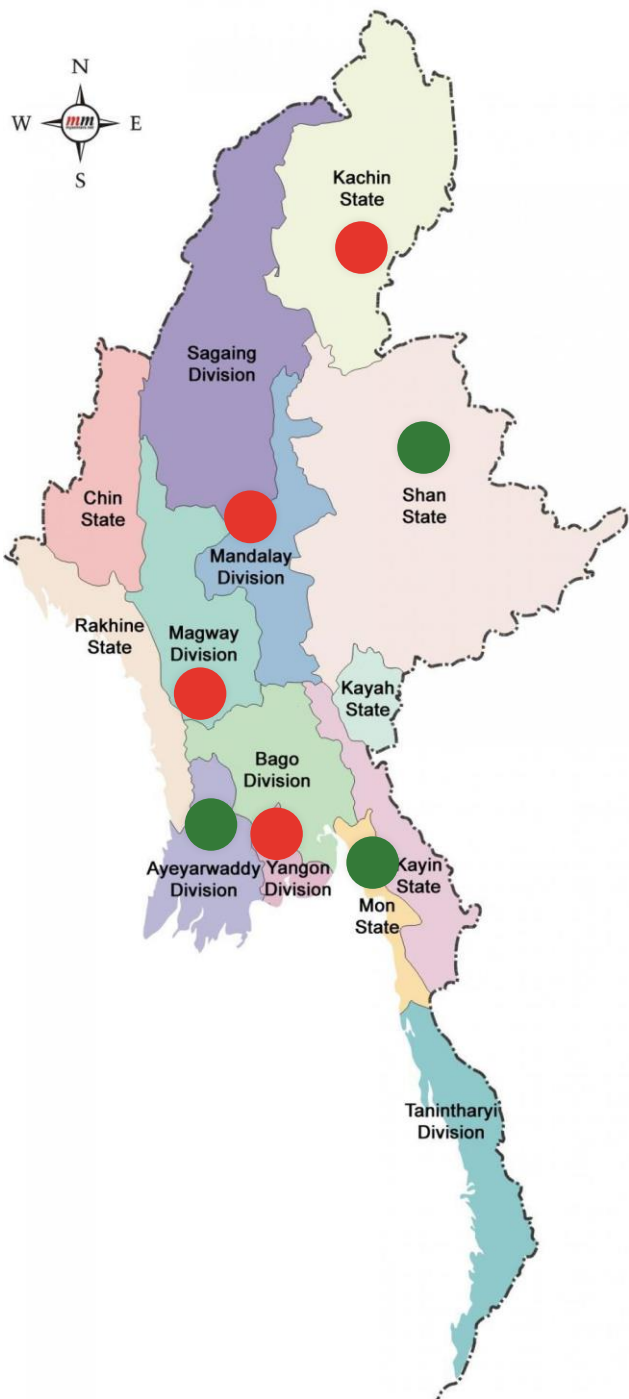 N
W
mm
E
S
Kachin
State
Sagaing
Division
Chin
State
Shan
State
Mandalay
Division
Rakhine
State
Magway
Division
Kayah
State
Bago
Division
Ayeyarwaddy
Division
Yangon
Division
Kayin
State
Mon
State
Tanintharyi
Division